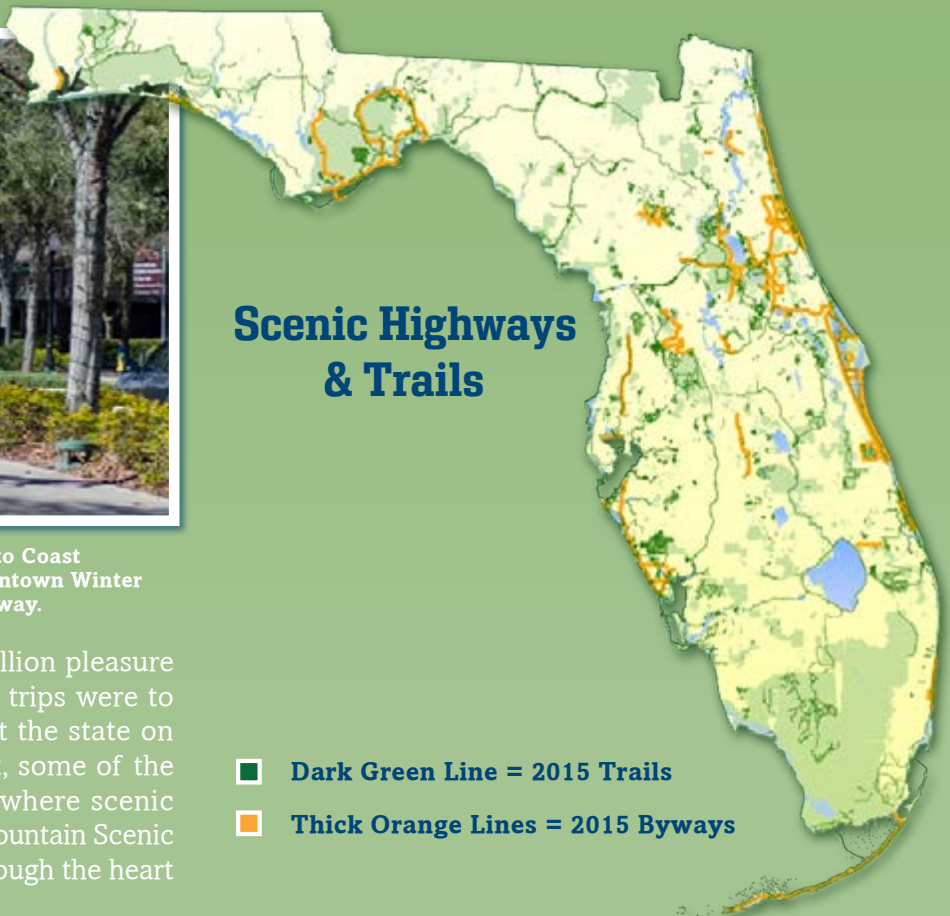 Scenic Highways
& Trails
to Coast
ntown Winter
way.
llion pleasure
trips were to
t the state on
, some of the
where scenic
ountain Scenic
ough the heart
Dark Green Line = 2015 Trails
Thick Orange Lines = 2015 Byways